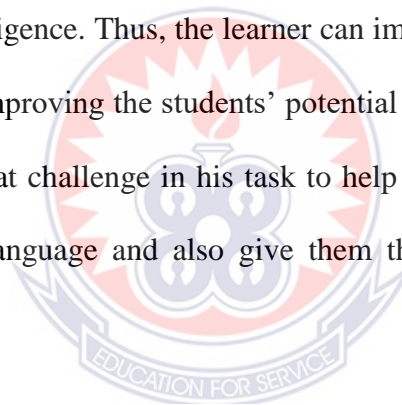 igence. Thus, the learner can im
nproving the students’ potential
at challenge in his task to help
anguage and also give them th
EDUCATION FOR SERVICE